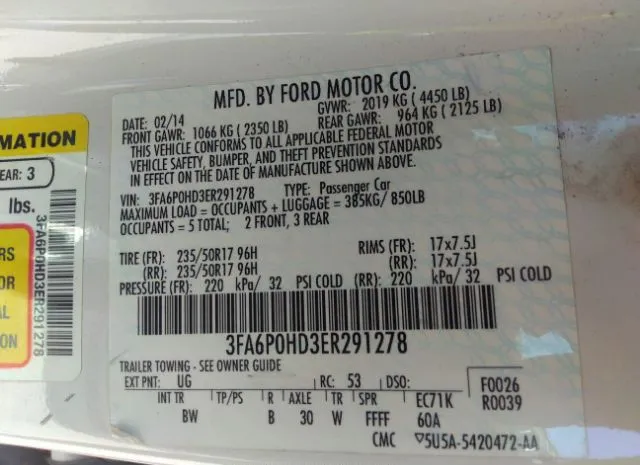 MFD. BY FORD MOTOR CO.
DATE: 02/14 GVWR: 2019 KG ( 4450 LB)
FRONT GAWR: 1066 KG ( 2350 LB) REAR GAWR: 964 KG ( 2125 LB)
THIS VEHICLE CONFORMS TO ALL APPLICABLE FEDERAL MOTOR
VEHICLE SAFETY, BUMPER, AND THEFT PREVENTION STANDARDS
IN EFFECT ON THE DATE OF MANUFACTURE SHOWN ABOVE.
VIN: 3FA6P0HD3ER291278 TYPE: Passenger Car
MAXIMUM LOAD = OCCUPANTS + LUGGAGE = 385KG/ 850LB
OCCUPANTS = 5 TOTAL; 2 FRONT, 3 REAR
TIRE (FR): 235/50R17 96H RIMS (FR): 17x7.5J
(RR): 235/50R17 96H (RR): 17x7.5J
PRESSURE (FR): 220 kPa/ 32 PSI COLD (RR): 220 kPa/ 32 PSI COLD
3FA6P0HD3ER291278
TRAILER TOWING - SEE OWNER GUIDE
EXT PNT: UG RC: 53 DSO: F0026
INT TR TP/PS R AXLE TR SPR EC71K R0039
BW B 30 W FFFF 60A
CMC ▽5U5A-5420472-AA
RMATION
EAR: 3
lbs.
RS
OR
3FA6P0HD3ER291278